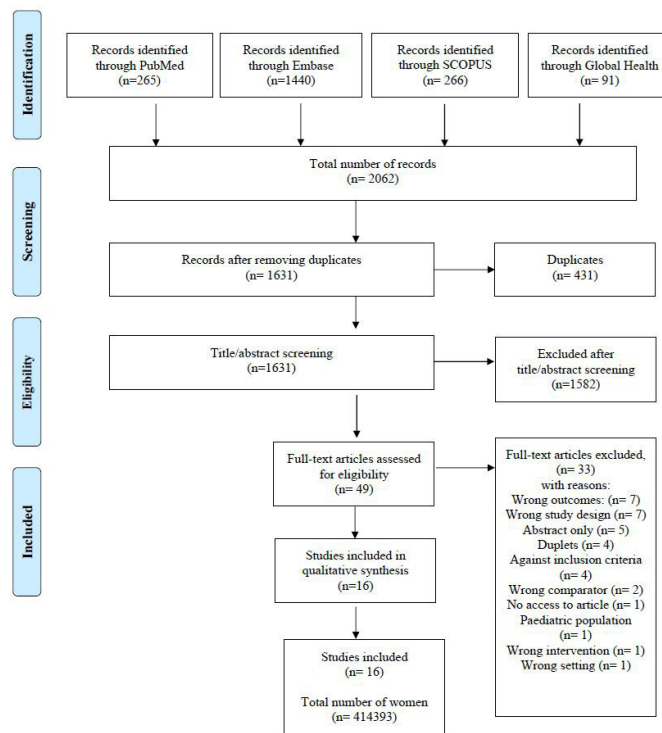 Identification
Records identified
through PubMed
(n=265)
Records identified
through Embase
(n=1440)
Records identified
through SCOPUS
(n= 266)
Records identified
through Global Health
(n= 91)
Total number of records
(n= 2062)
Screening
Records after removing duplicates
(n= 1631)
Duplicates
(n= 431)
Eligibility
Title/abstract screening
(n=1631)
Excluded after
title/abstract screening
(n=1582)
Full-text articles assessed
for eligibility
(n= 49)
Full-text articles excluded,
(n= 33)
with reasons:
Wrong outcomes: (n= 7)
Wrong study design (n= 7)
Abstract only (n= 5)
Duplets (n= 4)
Against inclusion criteria
(n= 4)
Wrong comparator (n= 2)
No access to article (n= 1)
Paediatric population
(n= 1)
Wrong intervention (n= 1)
Wrong setting (n= 1)
Included
Studies included in
qualitative synthesis
(n=16)
Studies included
(n= 16)
Total number of women
(n= 414393)